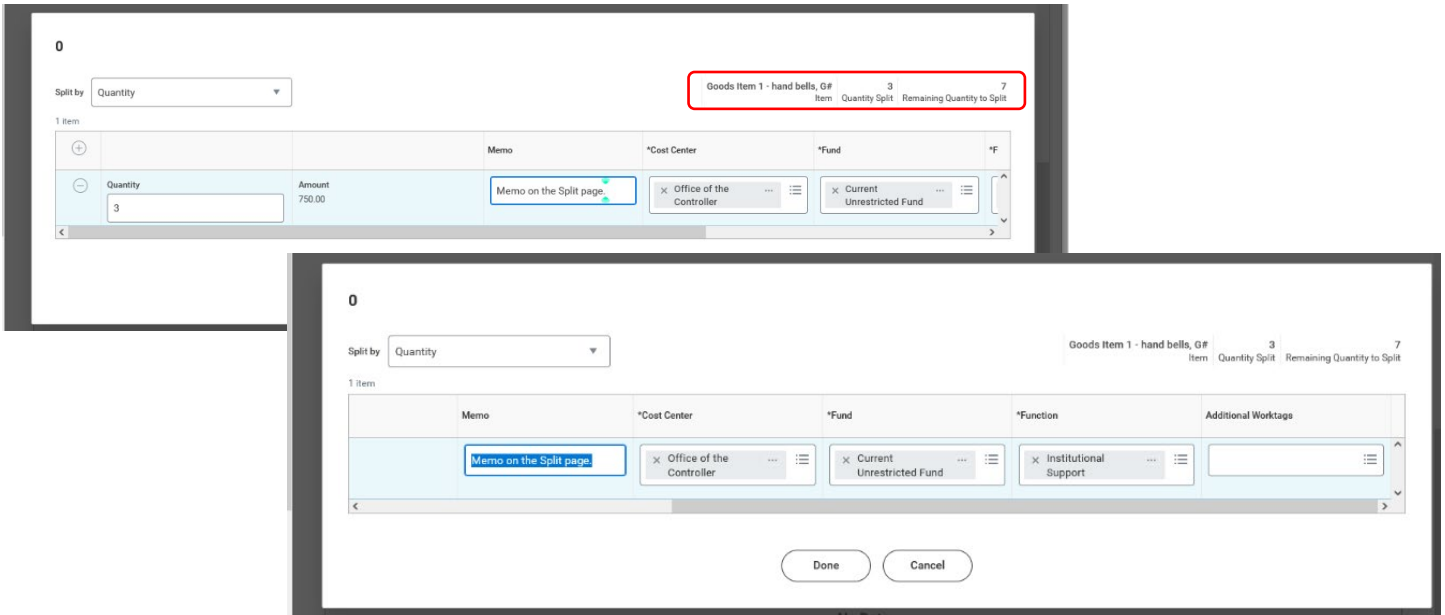 0
Split by Quantity
Goods Item 1 - hand bells, G# 3 7
Item Quantity Split Remaining Quantity to Split
1 item
Memo *Cost Center *Fund *F
Quantity Amount
3 750.00
Memo on the Split page.
Office of the
Controller
Current
Unrestricted Fund
0
Split by Quantity
Goods Item 1 - hand bells, G# 3 7
Item Quantity Split Remaining Quantity to Split
1 item
Memo *Cost Center *Fund *Function Additional Worktags
Memo on the Split page.
Office of the
Controller
Current
Unrestricted Fund
Institutional
Support
Done Cancel